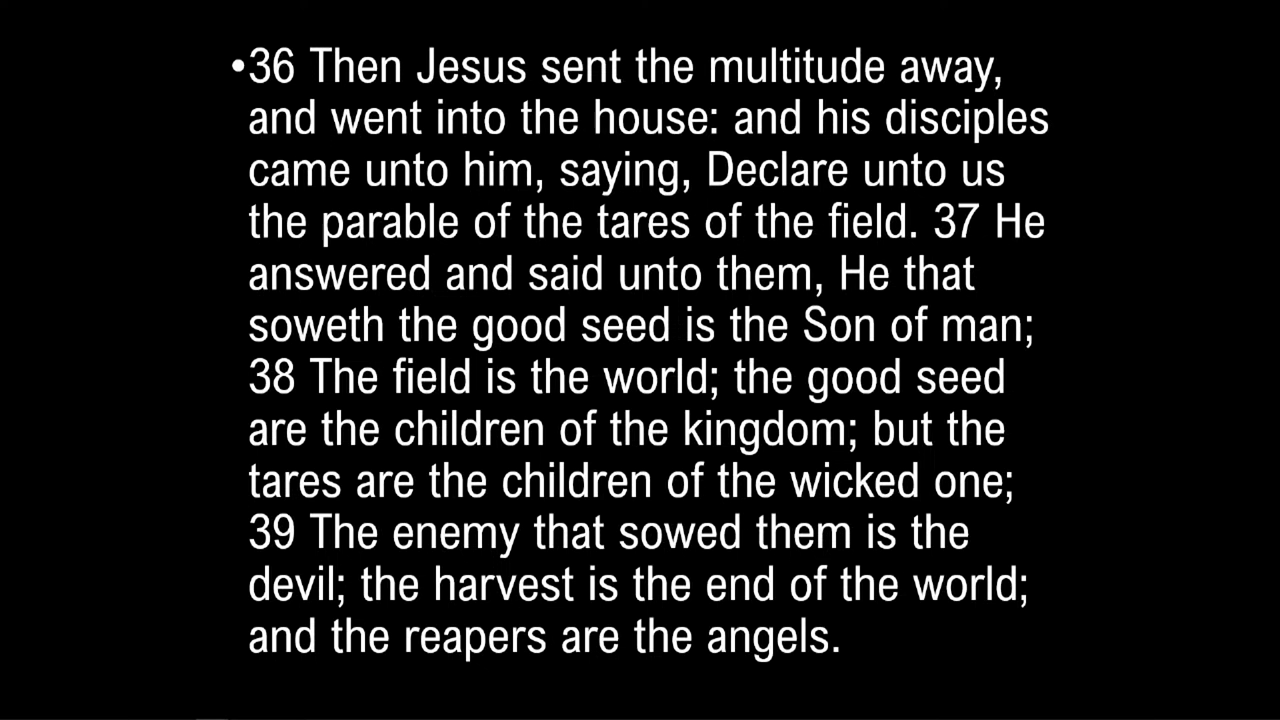 •36 Then Jesus sent the multitude away,
and went into the house: and his disciples
came unto him, saying, Declare unto us
the parable of the tares of the field. 37 He
answered and said unto them, He that
soweth the good seed is the Son of man;
38 The field is the world; the good seed
are the children of the kingdom; but the
tares are the children of the wicked one;
39 The enemy that sowed them is the
devil; the harvest is the end of the world;
and the reapers are the angels.